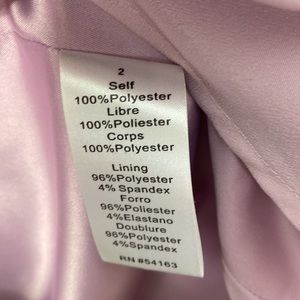 2
Self
100%Polyester
Libre
100%Poliester
Corps
100%Polyester
Lining
96%Polyester
4% Spandex
Forro
96%Poliester
4%Elastano
Doublure
96%Polyester
4%Spandex
RN #54163